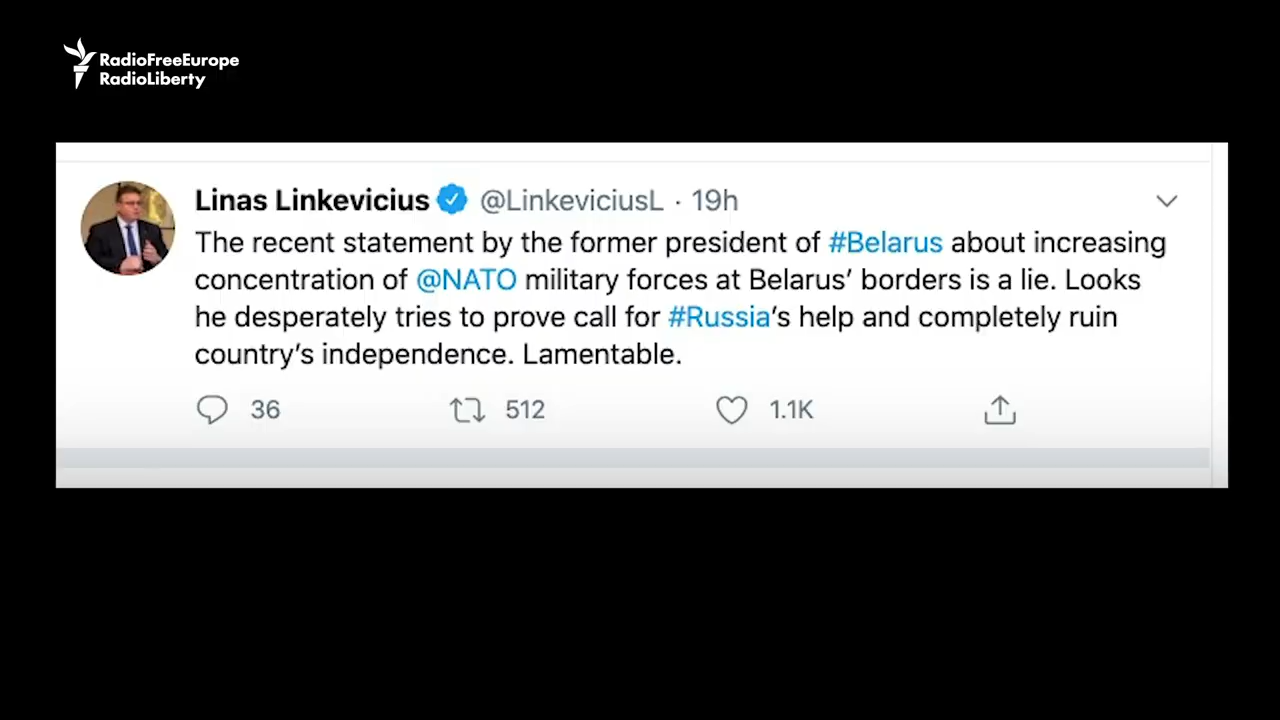 RadioFreeEurope
RadioLiberty
Linas Linkevicius @LinkeviciusL · 19h
The recent statement by the former president of #Belarus about increasing
concentration of @NATO military forces at Belarus’ borders is a lie. Looks
he desperately tries to prove call for #Russia’s help and completely ruin
country’s independence. Lamentable.
36 512 1.1K